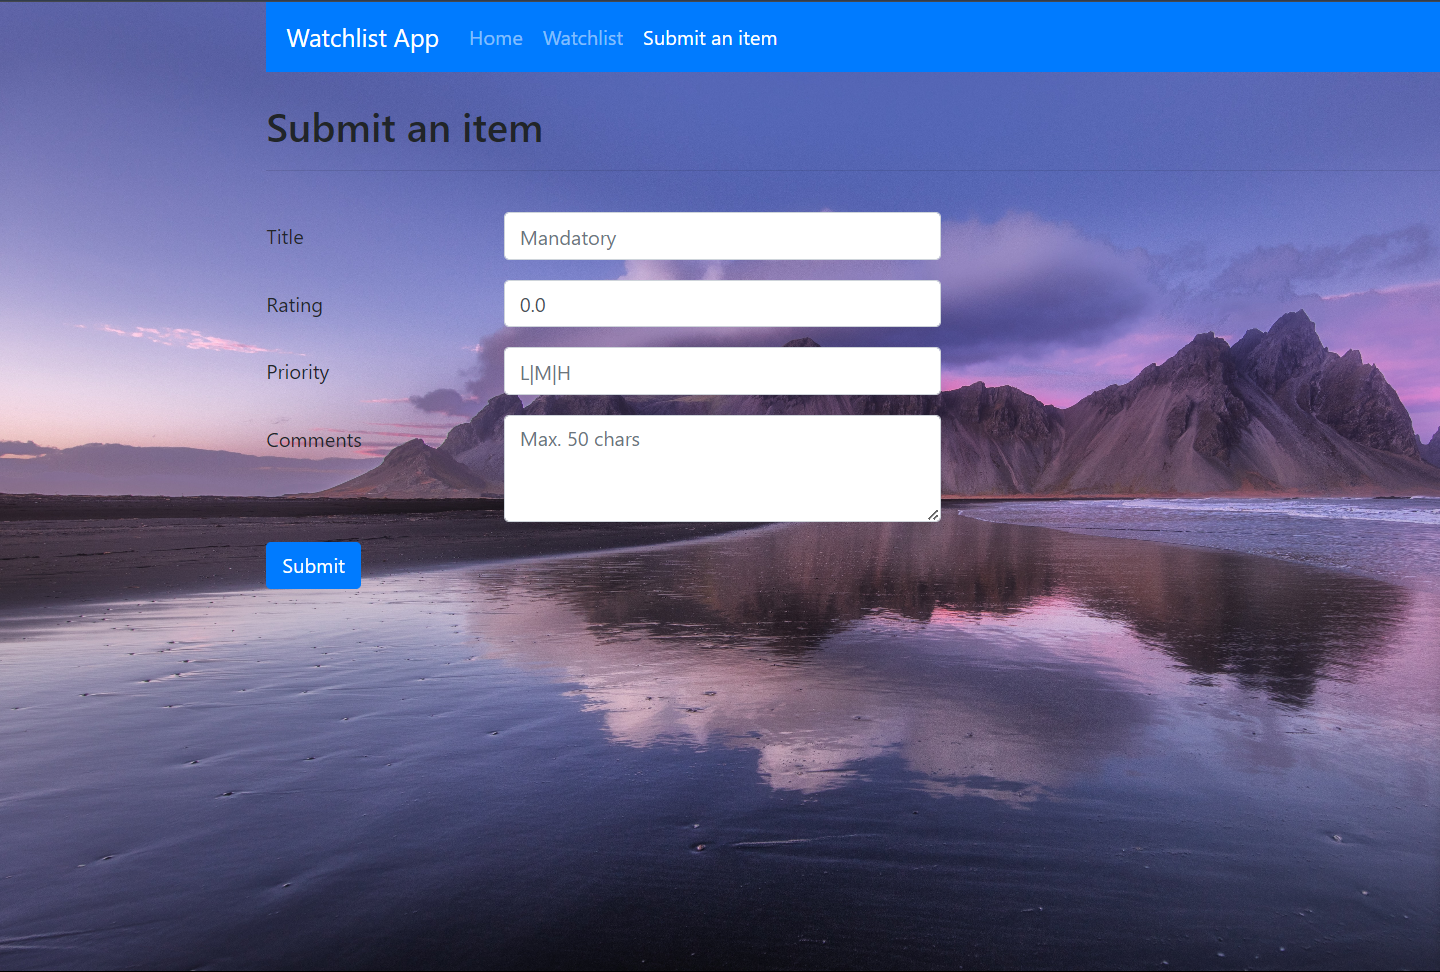 Watchlist App Home Watchlist Submit an item
Submit an item
Title Mandatory
Rating 0.0
Priority L|M|H
Comments Max. 50 chars
Submit